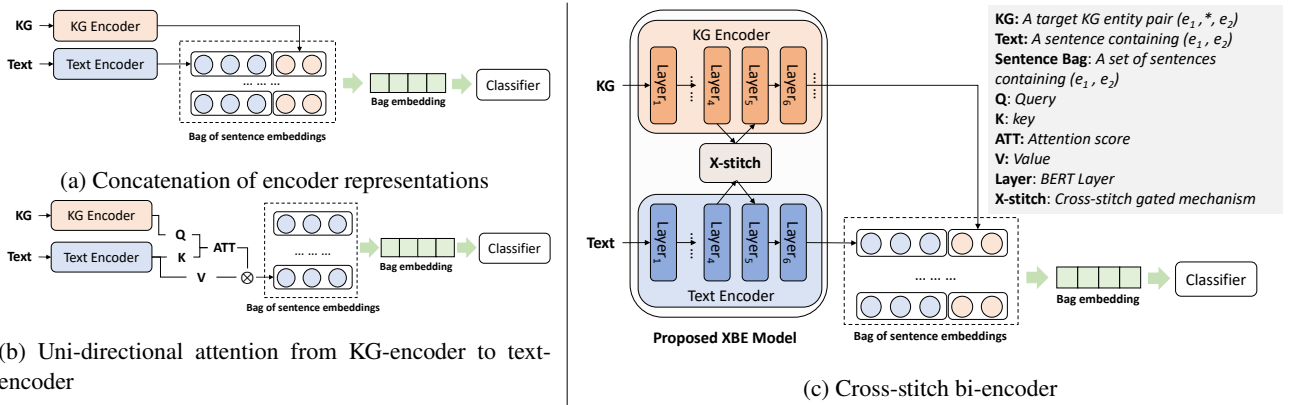 KG
KG Encoder
Text
Text Encoder
... ... ...
Bag of sentence embeddings
Bag embedding
Classifier
(a) Concatenation of encoder representations
KG
KG Encoder
Text
Text Encoder
Q
K
V
ATT
... ... ...
Bag of sentence embeddings
Bag embedding
Classifier
(b) Uni-directional attention from KG-encoder to text-
encoder
KG Encoder
KG
Layer1
......
Layer4
Layer5
Layer6
......
X-stitch
Text
Layer1
......
Layer4
Layer5
Layer6
Text Encoder
Proposed XBE Model
... ... ...
Bag of sentence embeddings
Bag embedding
Classifier
(c) Cross-stitch bi-encoder
KG: A target KG entity pair (e1 ,*, e2)
Text: A sentence containing (e1 , e2)
Sentence Bag: A set of sentences
containing (e1 , e2)
Q: Query
K: key
ATT: Attention score
V: Value
Layer: BERT Layer
X-stitch: Cross-stitch gated mechanism